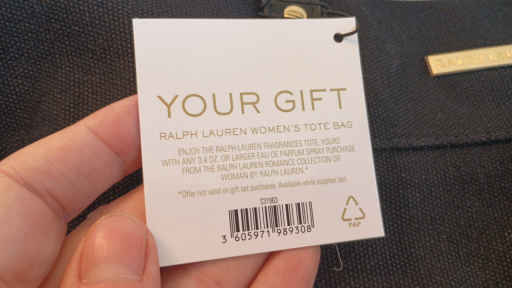 YOUR GIFT
RALPH LAUREN WOMEN'S TOTE BAG
ENJOY THE RALPH LAUREN FRAGRANCES TOTE, YOURS
WITH ANY 3.4 OZ. OR LARGER EAU DE PARFUM SPRAY PURCHASE
FROM THE RALPH LAUREN ROMANCE COLLECTION OR
WOMAN BY RALPH LAUREN.*
*Offer not valid on gift set purchases. Available while supplies last.
3 605971 989308
PAP